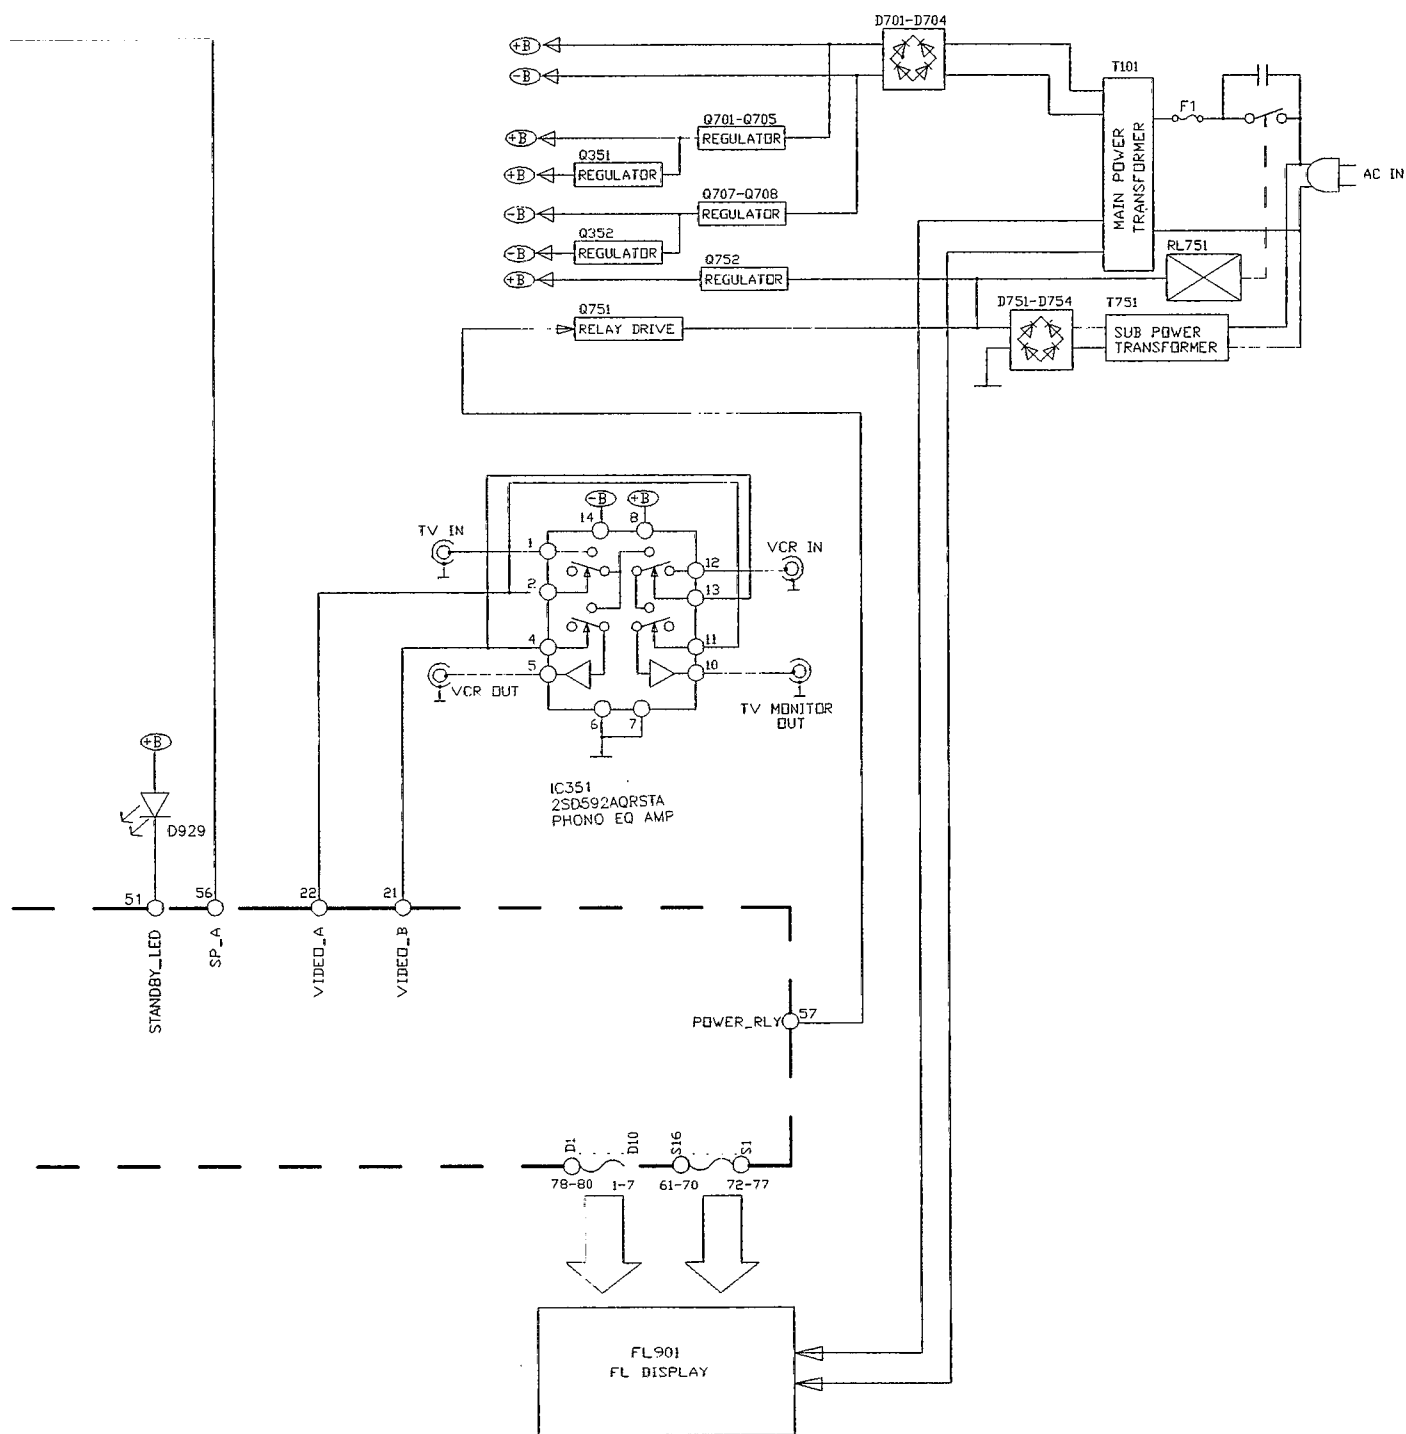 D701-D704
+B
-B
T101
F1
Q701-Q705
+B
REGULATOR
Q351
+B
REGULATOR
MAIN POWER
TRANSFORMER
AC IN
Q707-Q708
-B
REGULATOR
Q352
-B
REGULATOR
Q752
+B
REGULATOR
RL751
Q751
RELAY DRIVE
D751-D754
T751
SUB POWER
TRANSFORMER
-B
+B
14
8
TV IN
1
12
VCR IN
2
13
4
11
5
10
VCR OUT
TV MONITOR
OUT
6
7
IC351
2SD592AQRSTA
PHONO EQ AMP
+B
D929
51
56
22
21
STANDBY_LED
SP_A
VIDEO_A
VIDEO_B
POWER_RLY
57
D1
D10
S16
S1
78-80
1-7
61-70
72-77
FL901
FL DISPLAY